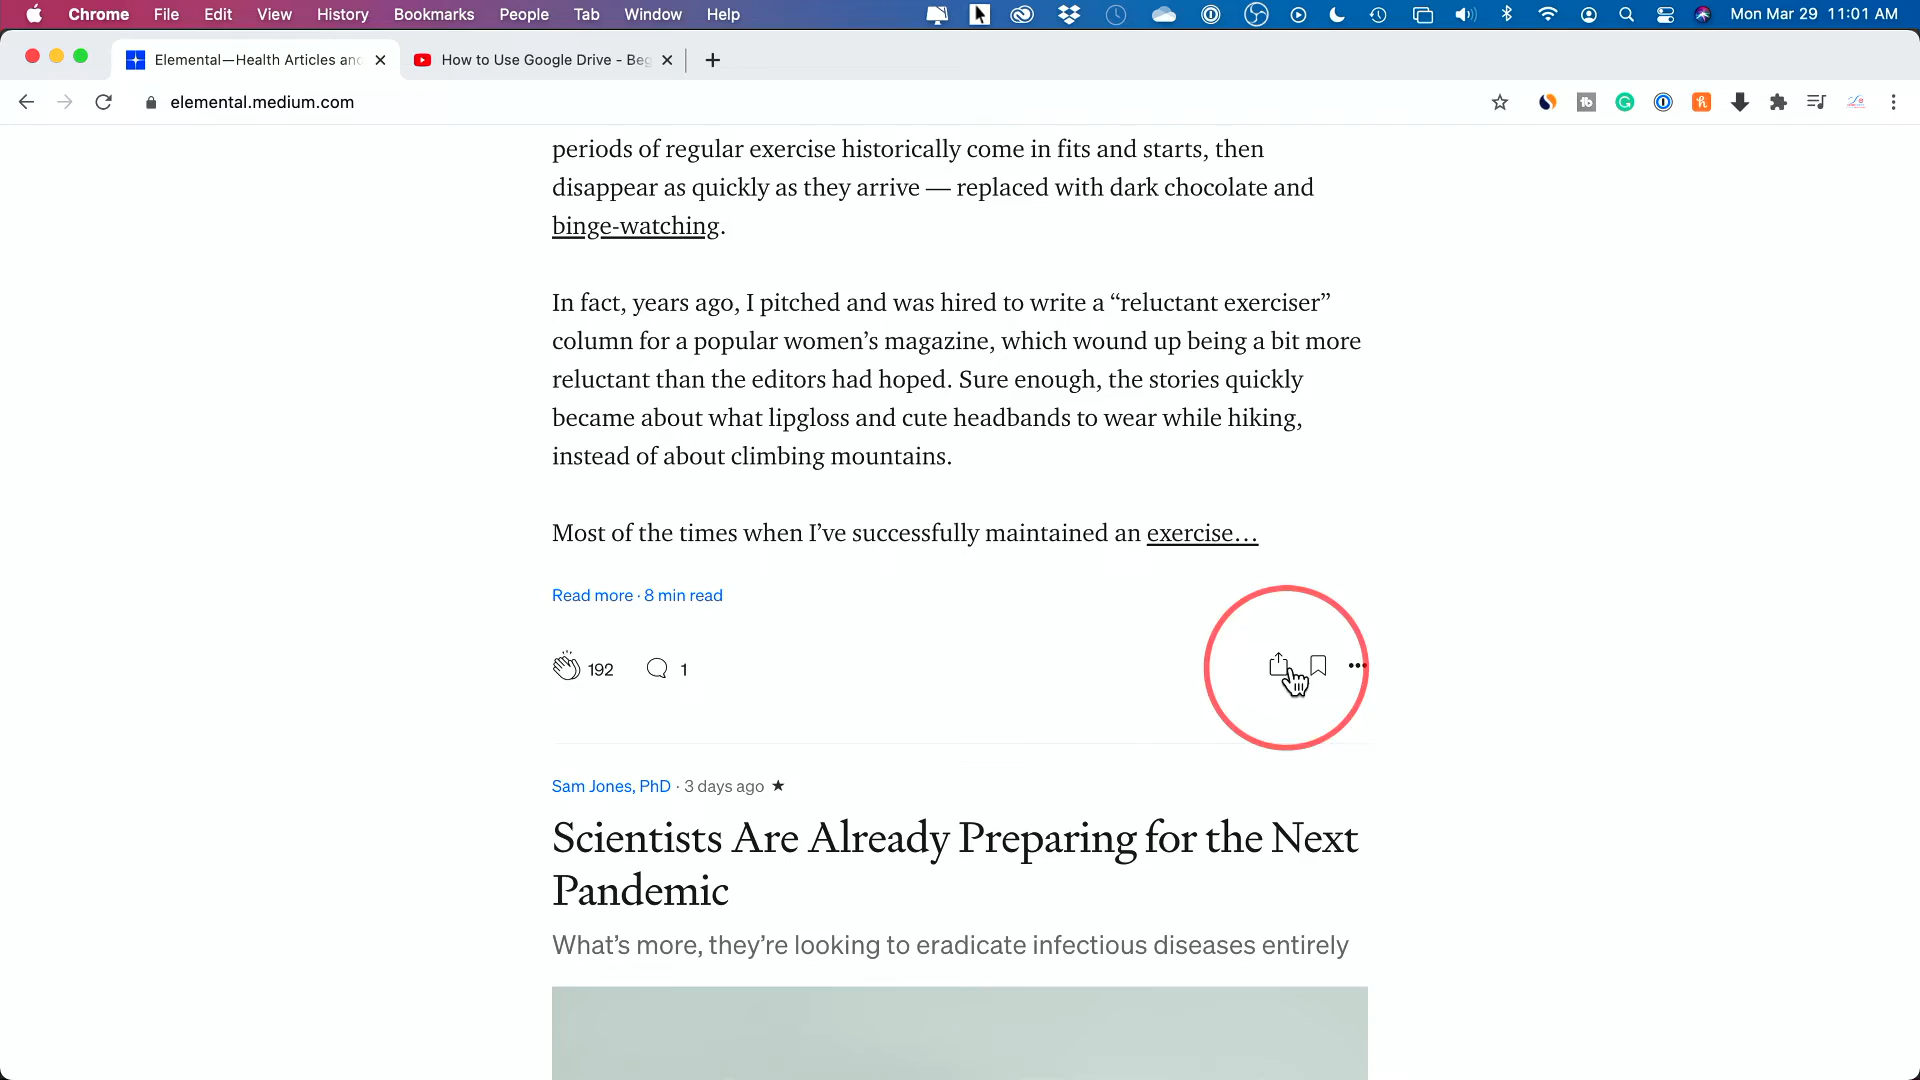 Chrome File Edit View History Bookmarks People Tab Window Help Mon Mar 29 11:01 AM
Elemental—Health Articles and How to Use Google Drive - Beg
elemental.medium.com
periods of regular exercise historically come in fits and starts, then
disappear as quickly as they arrive — replaced with dark chocolate and
binge-watching.
In fact, years ago, I pitched and was hired to write a “reluctant exerciser”
column for a popular women’s magazine, which wound up being a bit more
reluctant than the editors had hoped. Sure enough, the stories quickly
became about what lipgloss and cute headbands to wear while hiking,
instead of about climbing mountains.
Most of the times when I’ve successfully maintained an exercise…
Read more · 8 min read
192 1
Sam Jones, PhD · 3 days ago ★
Scientists Are Already Preparing for the Next
Pandemic
What’s more, they’re looking to eradicate infectious diseases entirely